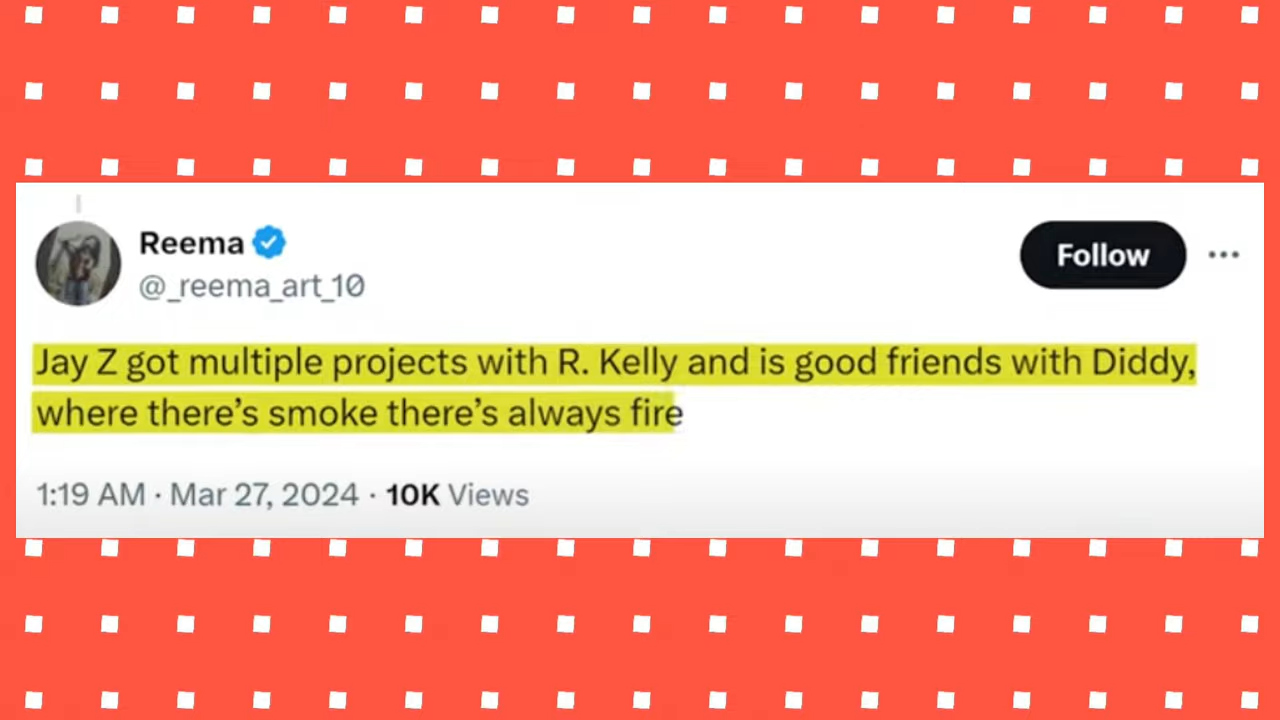 Reema
Follow
@_reema_art_10
Jay Z got multiple projects with R. Kelly and is good friends with Diddy,
where there’s smoke there’s always fire
1:19 AM · Mar 27, 2024 · 10K Views